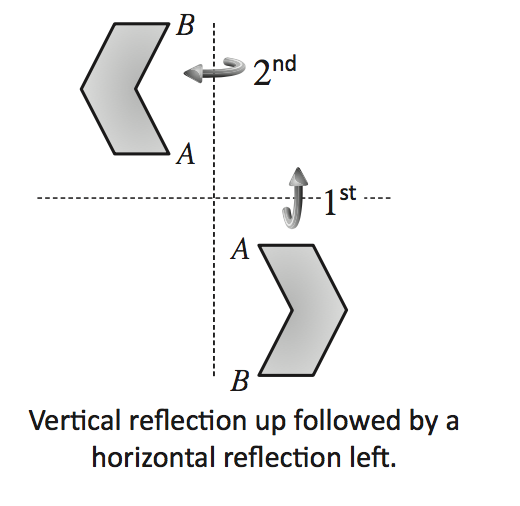 B
2nd
A
1st
A
B
Vertical reflection up followed by a
horizontal reflection left.